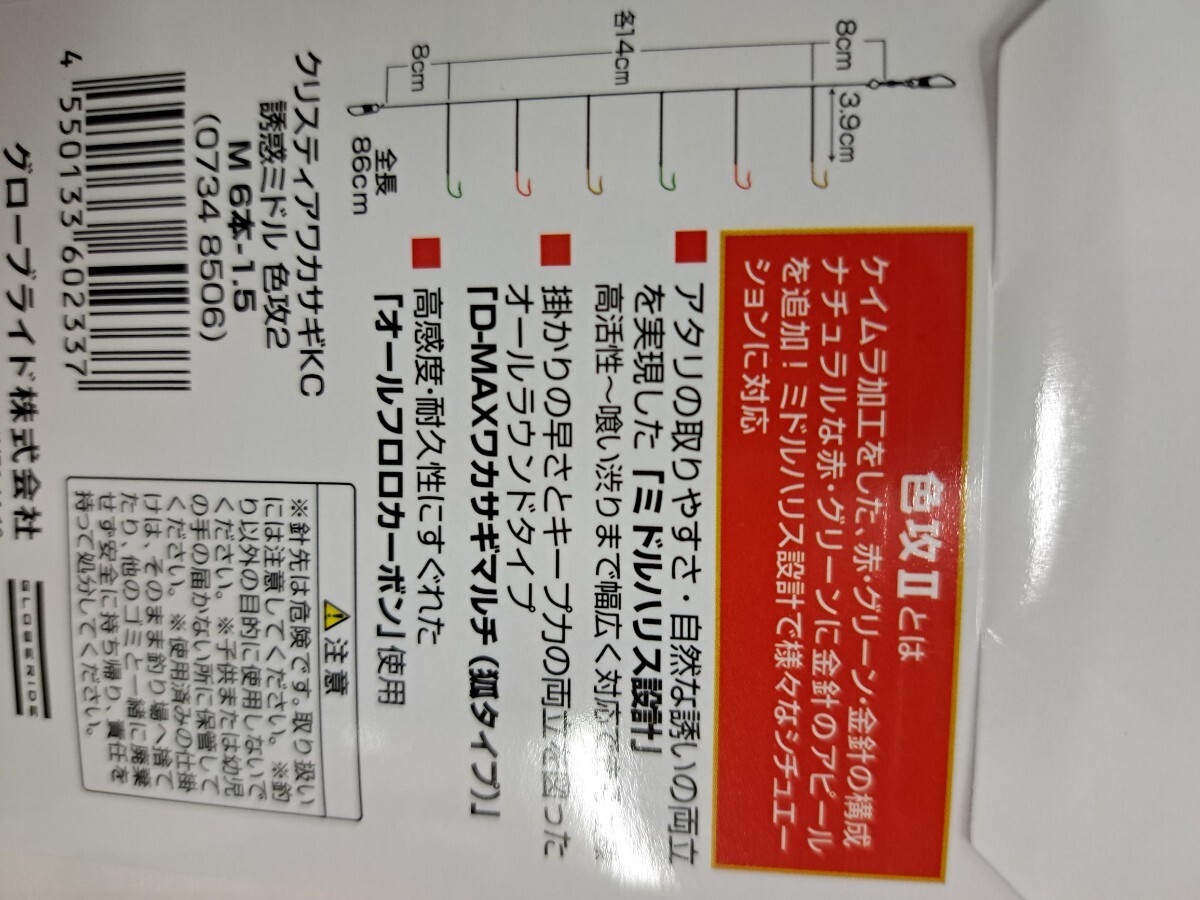 色攻Ⅱとは
ケイムラ加工をした、赤・グリーン・金針の構成
ナチュラルな赤・グリーンに金針のアピール
を追加！ミドルハリス設計で様々なシチュエー
ションに対応
8cm
各14cm
8cm
3.9cm
全長
86cm
アタリの取りやすさ・自然な誘いの両立
を実現した「ミドルハリス設計」
高活性～喰い渋りまで幅広く対応
掛かりの早さとキープ力の両立を図った
オールラウンドタイプ
「D-MAXワカサギマルチ(狐タイプ)」
高感度・耐久性にすぐれた
「オールフロロカーボン」使用
クリスティアワカサギKC
誘惑ミドル 色攻2
M 6本-1.5
(0734 8506)
4 550133 602337
注意
※針先は危険です。取り扱い
には注意してください。 ※釣
り以外の目的に使用しないで
ください。 ※子供または幼児
の手の届かない所に保管して
ください。 ※使用済みの仕掛
けは、そのまま釣り場へ捨て
たり、他のゴミと一緒に廃棄
せず安全に持ち帰り、責任を
持って処分してください。
グローブライド株式会社
GLOBERIDE